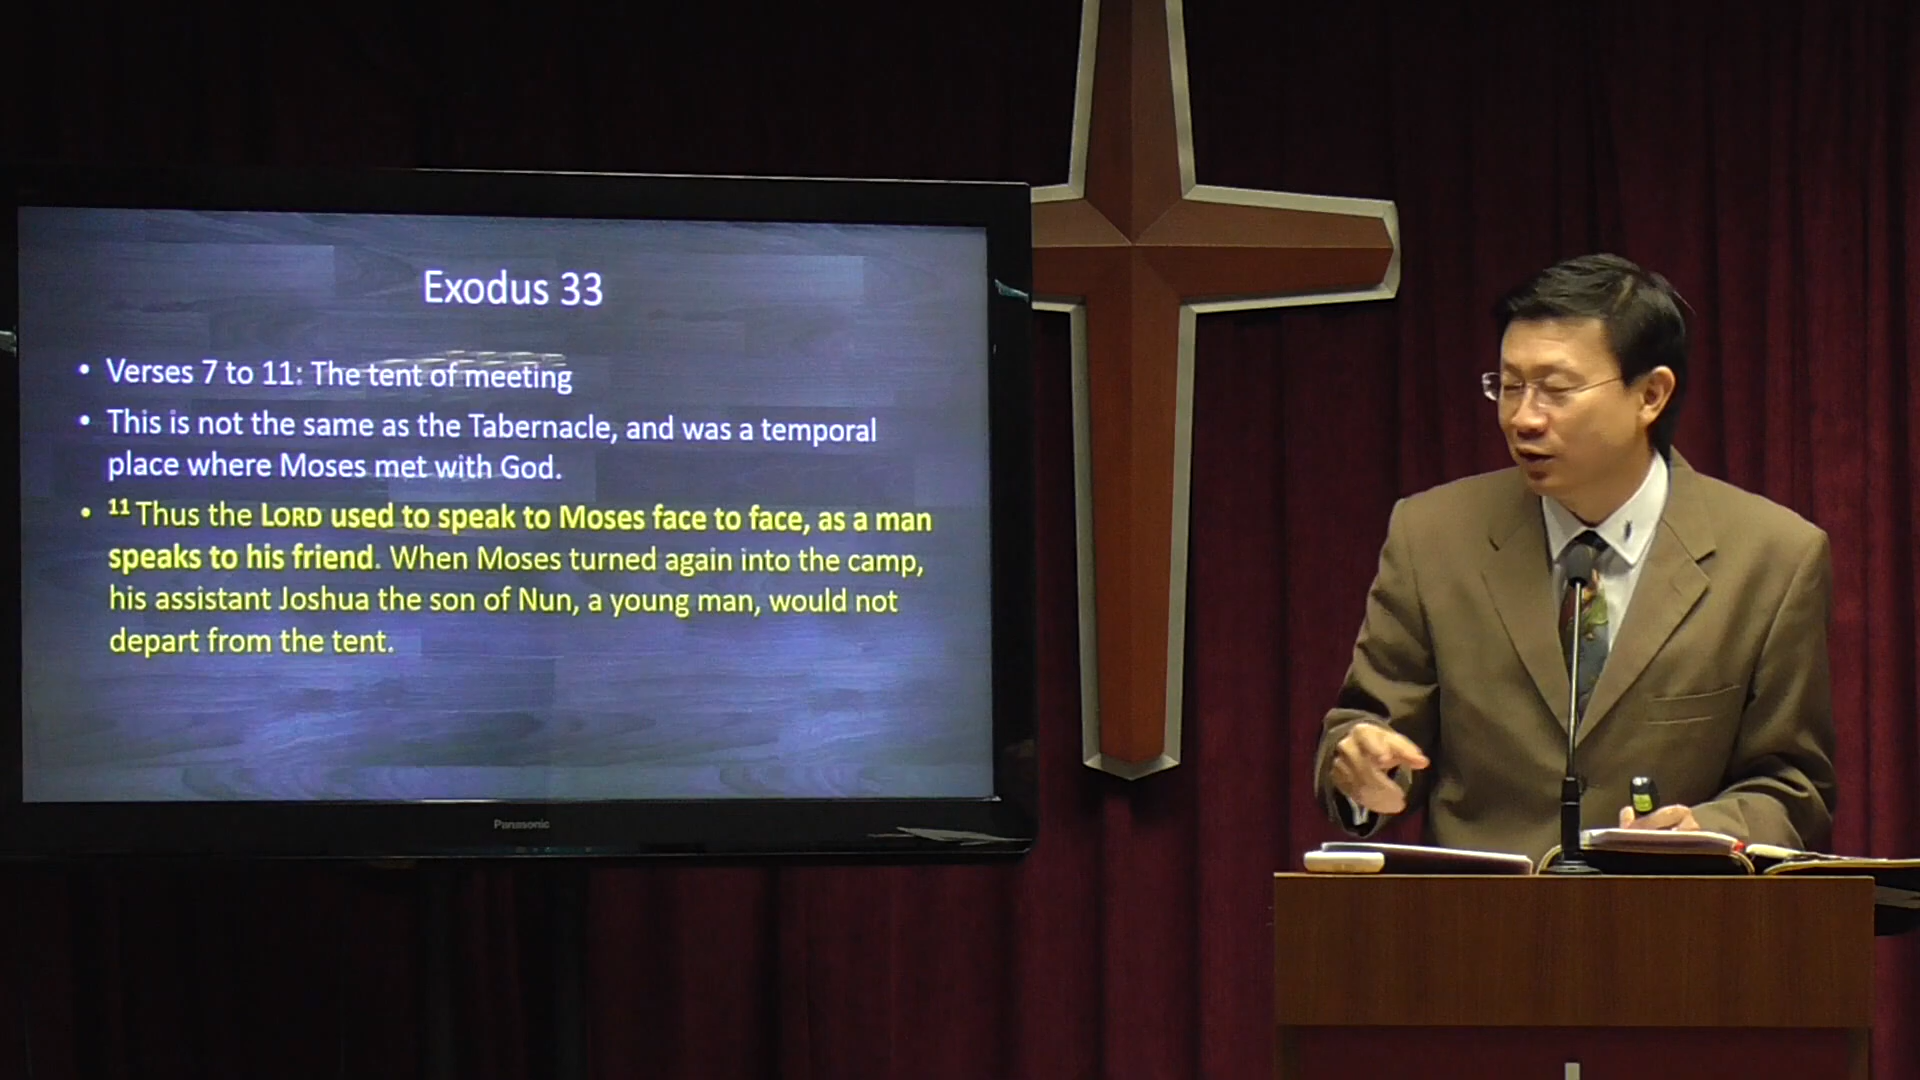 Exodus 33
• Verses 7 to 11: The tent of meeting
• This is not the same as the Tabernacle, and was a temporal
place where Moses met with God.
• 11 Thus the LORD used to speak to Moses face to face, as a man
speaks to his friend. When Moses turned again into the camp,
his assistant Joshua the son of Nun, a young man, would not
depart from the tent.
Panasonic